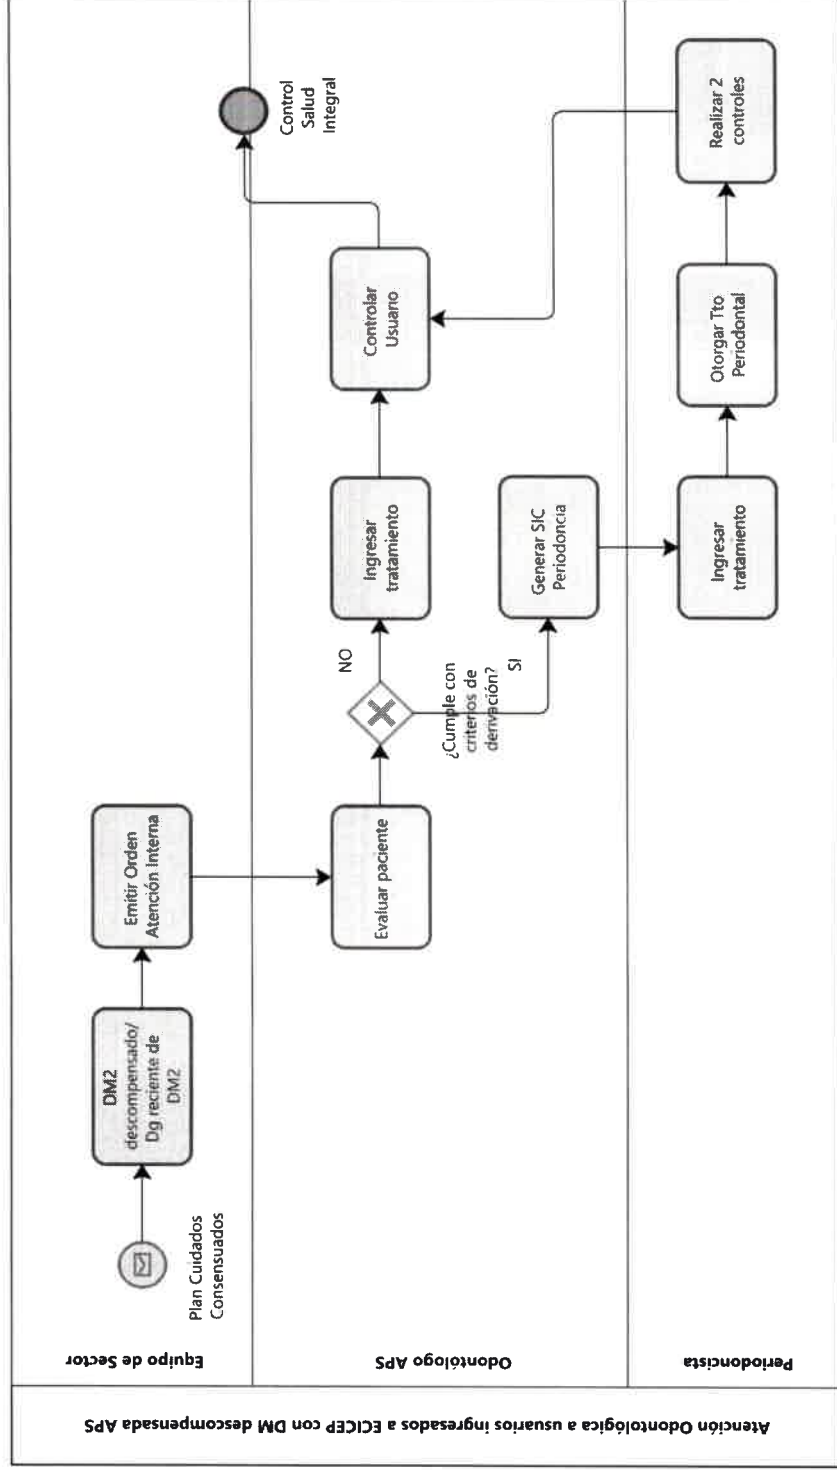 Atención Odontológica a usuarios ingresados a ECICEP con DM descompensada APS
Equipo de Sector
Plan Cuidados
Consensuados
DM2
descompensado/
Dg reciente de
DM2
Emitir Orden
Atención Interna
Odontólogo APS
Evaluar paciente
¿Cumple con
criterios de
derivación?
NO
SI
Ingresar
tratamiento
Controlar
Usuario
Control
Salud
Integral
Generar SIC
Periodoncia
Periodoncista
Ingresar
tratamiento
Otorgar Tto
Periodontal
Realizar 2
controles